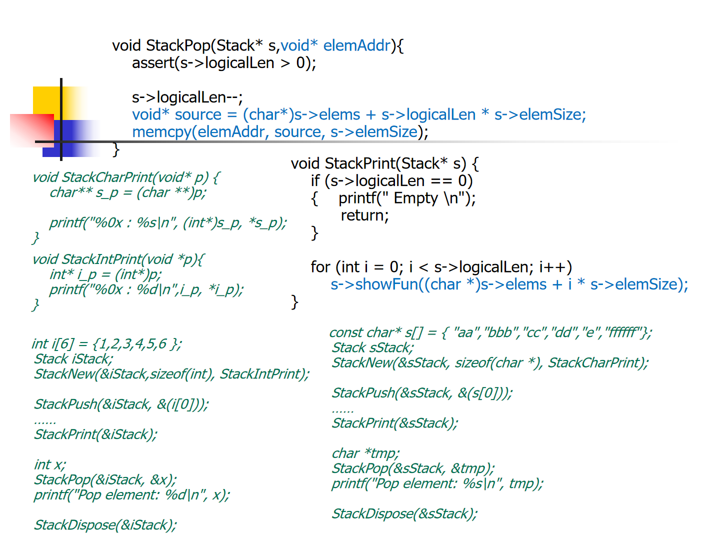 void StackPop(Stack* s,void* elemAddr){
assert(s->logicalLen > 0);
s->logicalLen--;
void* source = (char*)s->elems + s->logicalLen * s->elemSize;
memcpy(elemAddr, source, s->elemSize);
}
void StackCharPrint(void* p) {
char** s_p = (char **)p;
printf("%0x : %s\n", (int*)s_p, *s_p);
}
void StackIntPrint(void *p){
int* i_p = (int*)p;
printf("%0x : %d\n",i_p, *i_p);
}
void StackPrint(Stack* s) {
if (s->logicalLen == 0)
{ printf(" Empty \n");
return;
}
for (int i = 0; i < s->logicalLen; i++)
s->showFun((char *)s->elems + i * s->elemSize);
}
int i[6] = {1,2,3,4,5,6 };
Stack iStack;
StackNew(&iStack,sizeof(int), StackIntPrint);
StackPush(&iStack, &(i[0]));
......
StackPrint(&iStack);
int x;
StackPop(&iStack, &x);
printf("Pop element: %d\n", x);
StackDispose(&iStack);
const char* s[] = { "aa","bbb","cc","dd","e","ffffff"};
Stack sStack;
StackNew(&sStack, sizeof(char *), StackCharPrint);
StackPush(&sStack, &(s[0]));
......
StackPrint(&sStack);
char *tmp;
StackPop(&sStack, &tmp);
printf("Pop element: %s\n", tmp);
StackDispose(&sStack);